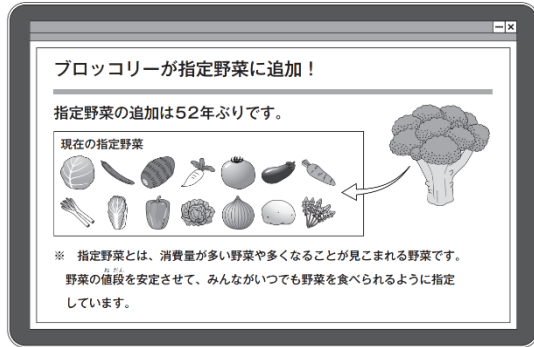 ブロッコリーが指定野菜に追加！
指定野菜の追加は52年ぶりです。
現在の指定野菜
※　指定野菜とは、消費量が多い野菜や多くなることが見こまれる野菜です。
野菜の値段を安定させて、みんながいつでも野菜を食べられるように指定
しています。